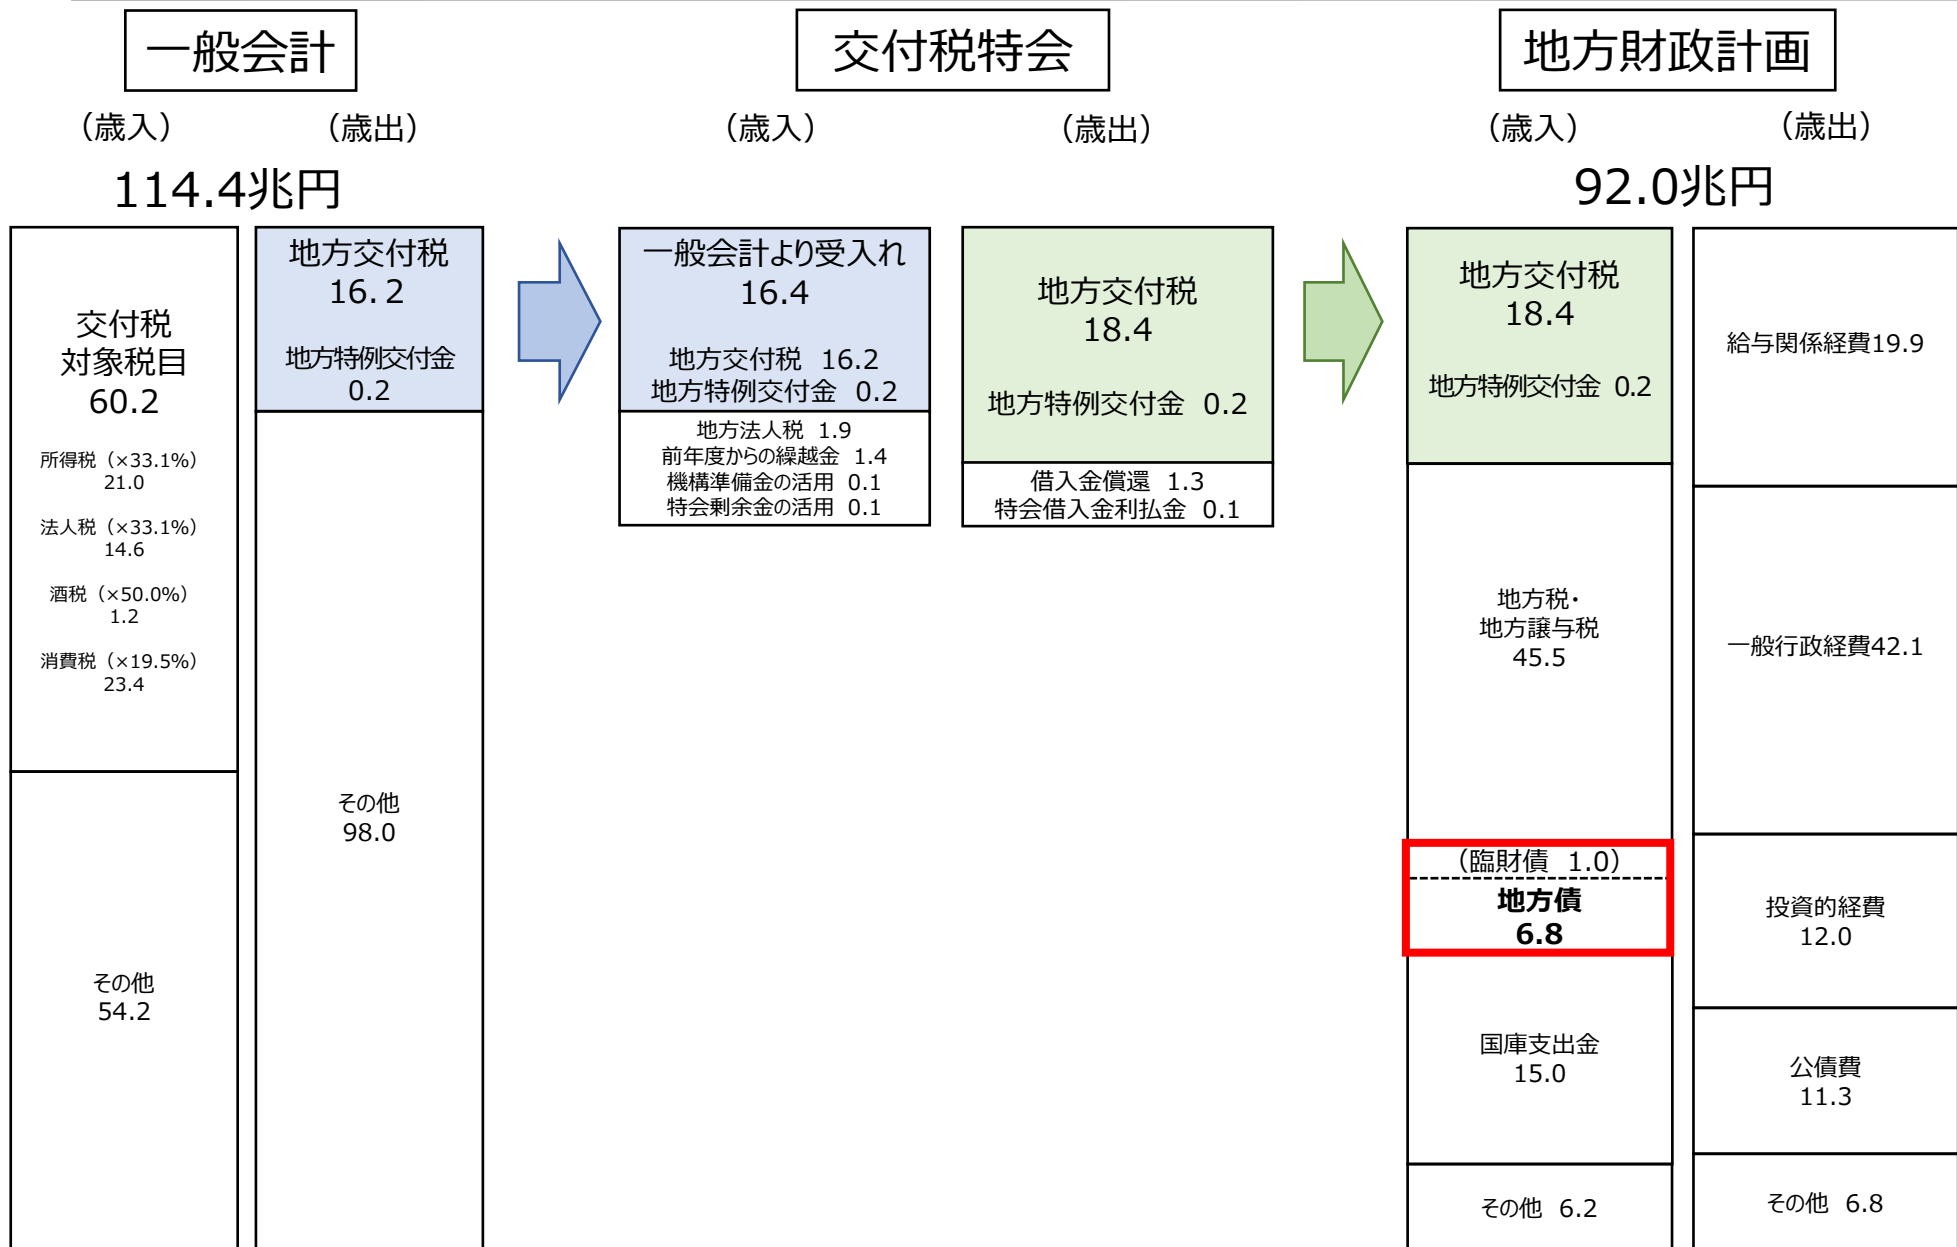 一般会計
(歳入)
(歳出)
114.4兆円
交付税
対象税目
60.2
所得税(×33.1%)
21.0
法人税(×33.1%)
14.6
酒税(×50.0%)
1.2
消費税(×19.5%)
23.4
その他
54.2
地方交付税
16.2
地方特例交付金
0.2
その他
98.0
交付税特会
(歳入)
(歳出)
一般会計より受入れ
16.4
地方交付税 16.2
地方特例交付金 0.2
地方法人税 1.9
前年度からの繰越金 1.4
機構準備金の活用 0.1
特会剰余金の活用 0.1
地方交付税
18.4
地方特例交付金 0.2
借入金償還 1.3
特会借入金利払金 0.1
地方財政計画
(歳入)
(歳出)
92.0兆円
地方交付税
18.4
地方特例交付金 0.2
地方税・
地方譲与税
45.5
(臨財債 1.0)
地方債
6.8
国庫支出金
15.0
その他 6.2
給与関係経費19.9
一般行政経費42.1
投資的経費
12.0
公債費
11.3
その他 6.8